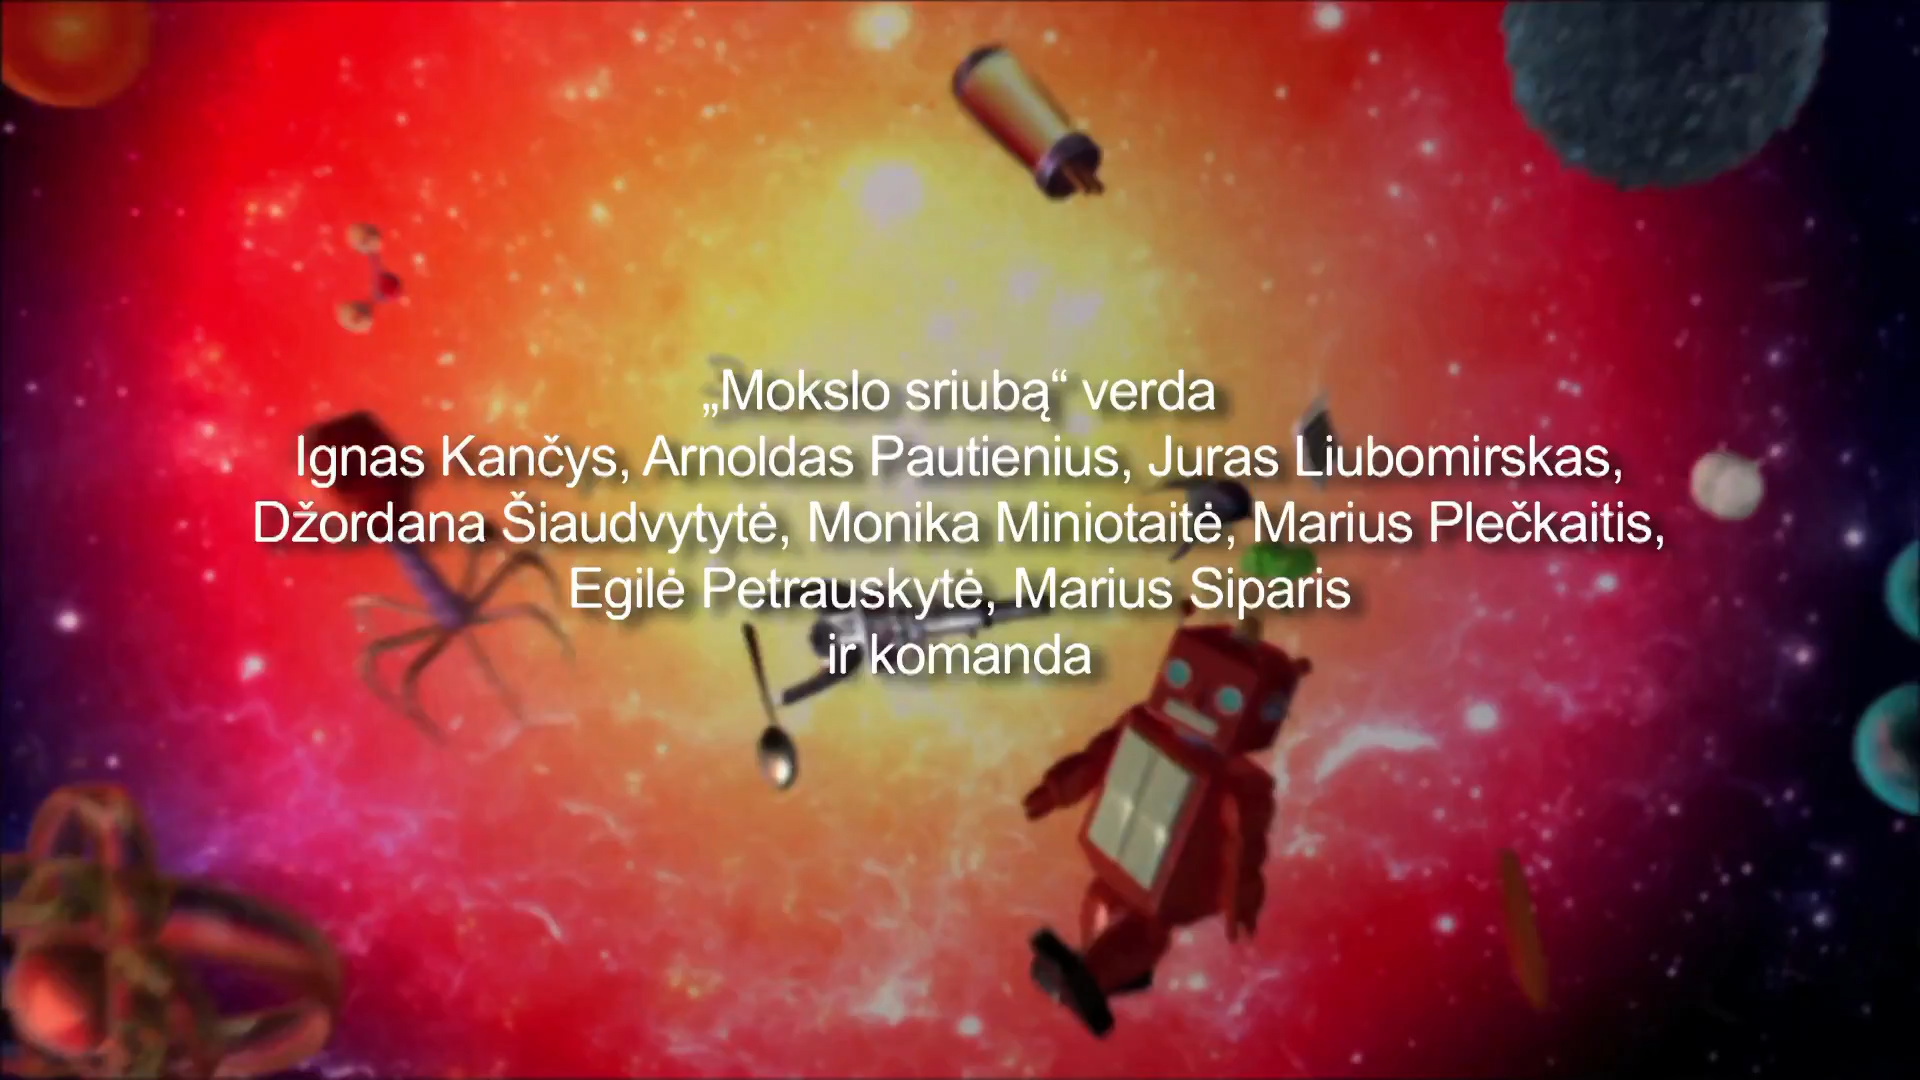 „Mokslo sriubą“ verda
Ignas Kančys, Arnoldas Pautienius, Juras Liubomirskas,
Džordana Šiaudvytytė, Monika Miniotaitė, Marius Plečkaitis,
Egilė Petrauskytė, Marius Siparis
ir komanda